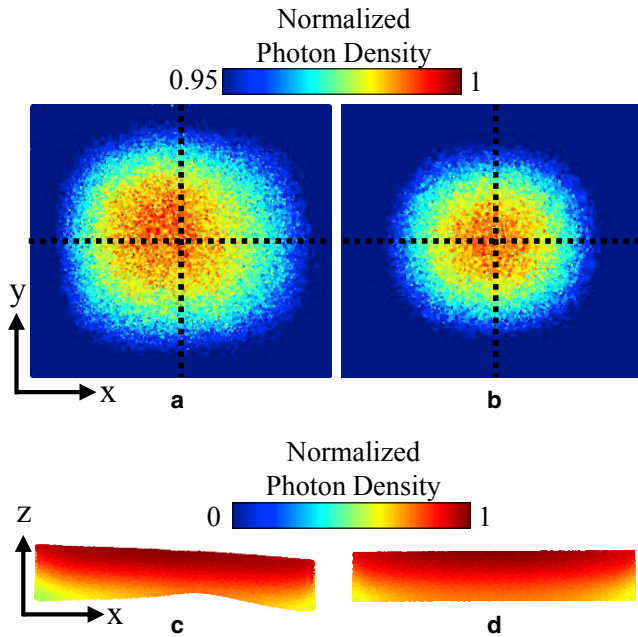 Normalized
Photon Density
0.95 1
y
x
a b
Normalized
Photon Density
0 1
z
x
c d